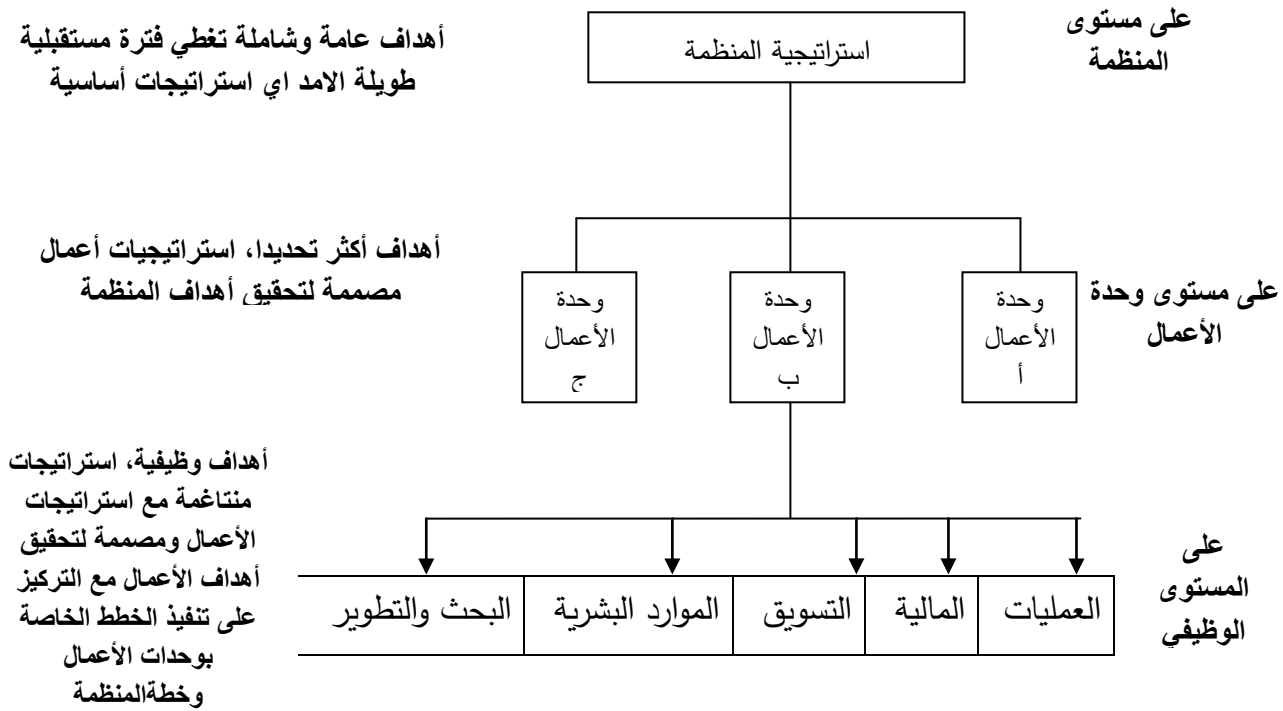 على مستوى
المنظمة
استراتيجية المنظمة
أهداف عامة وشاملة تغطي فترة مستقبلية
طويلة الامد اي استراتيجات أساسية
على مستوى وحدة
الأعمال
وحدة
الأعمال
أ
وحدة
الأعمال
ب
وحدة
الأعمال
ج
أهداف أكثر تحديدا، استراتيجيات أعمال
مصممة لتحقيق أهداف المنظمة
على
المستوى
الوظيفي
العمليات
المالية
التسويق
الموارد البشرية
البحث والتطوير
أهداف وظيفية، استراتيجات
متناغمة مع استراتيجات
الأعمال ومصممة لتحقيق
أهداف الأعمال مع التركيز
على تنفيذ الخطط الخاصة
بوحدات الأعمال
وخطةالمنظمة